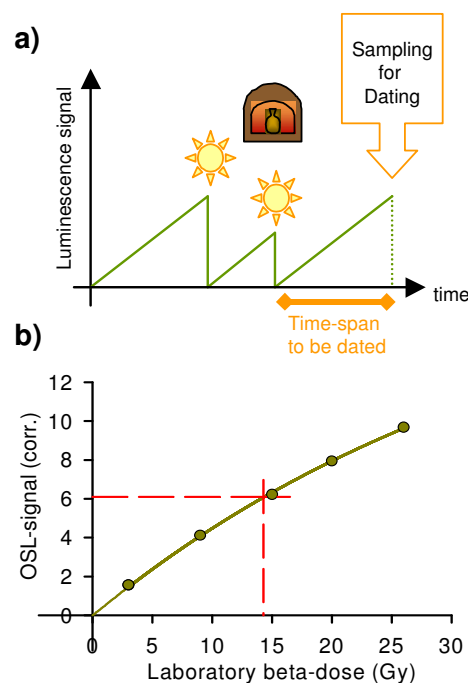 a)
Sampling
for
Dating
Luminescence signal
time
Time-span
to be dated
b)
OSL-signal (corr.)
12
10
8
6
4
2
0
0 5 10 15 20 25 30
Laboratory beta-dose (Gy)